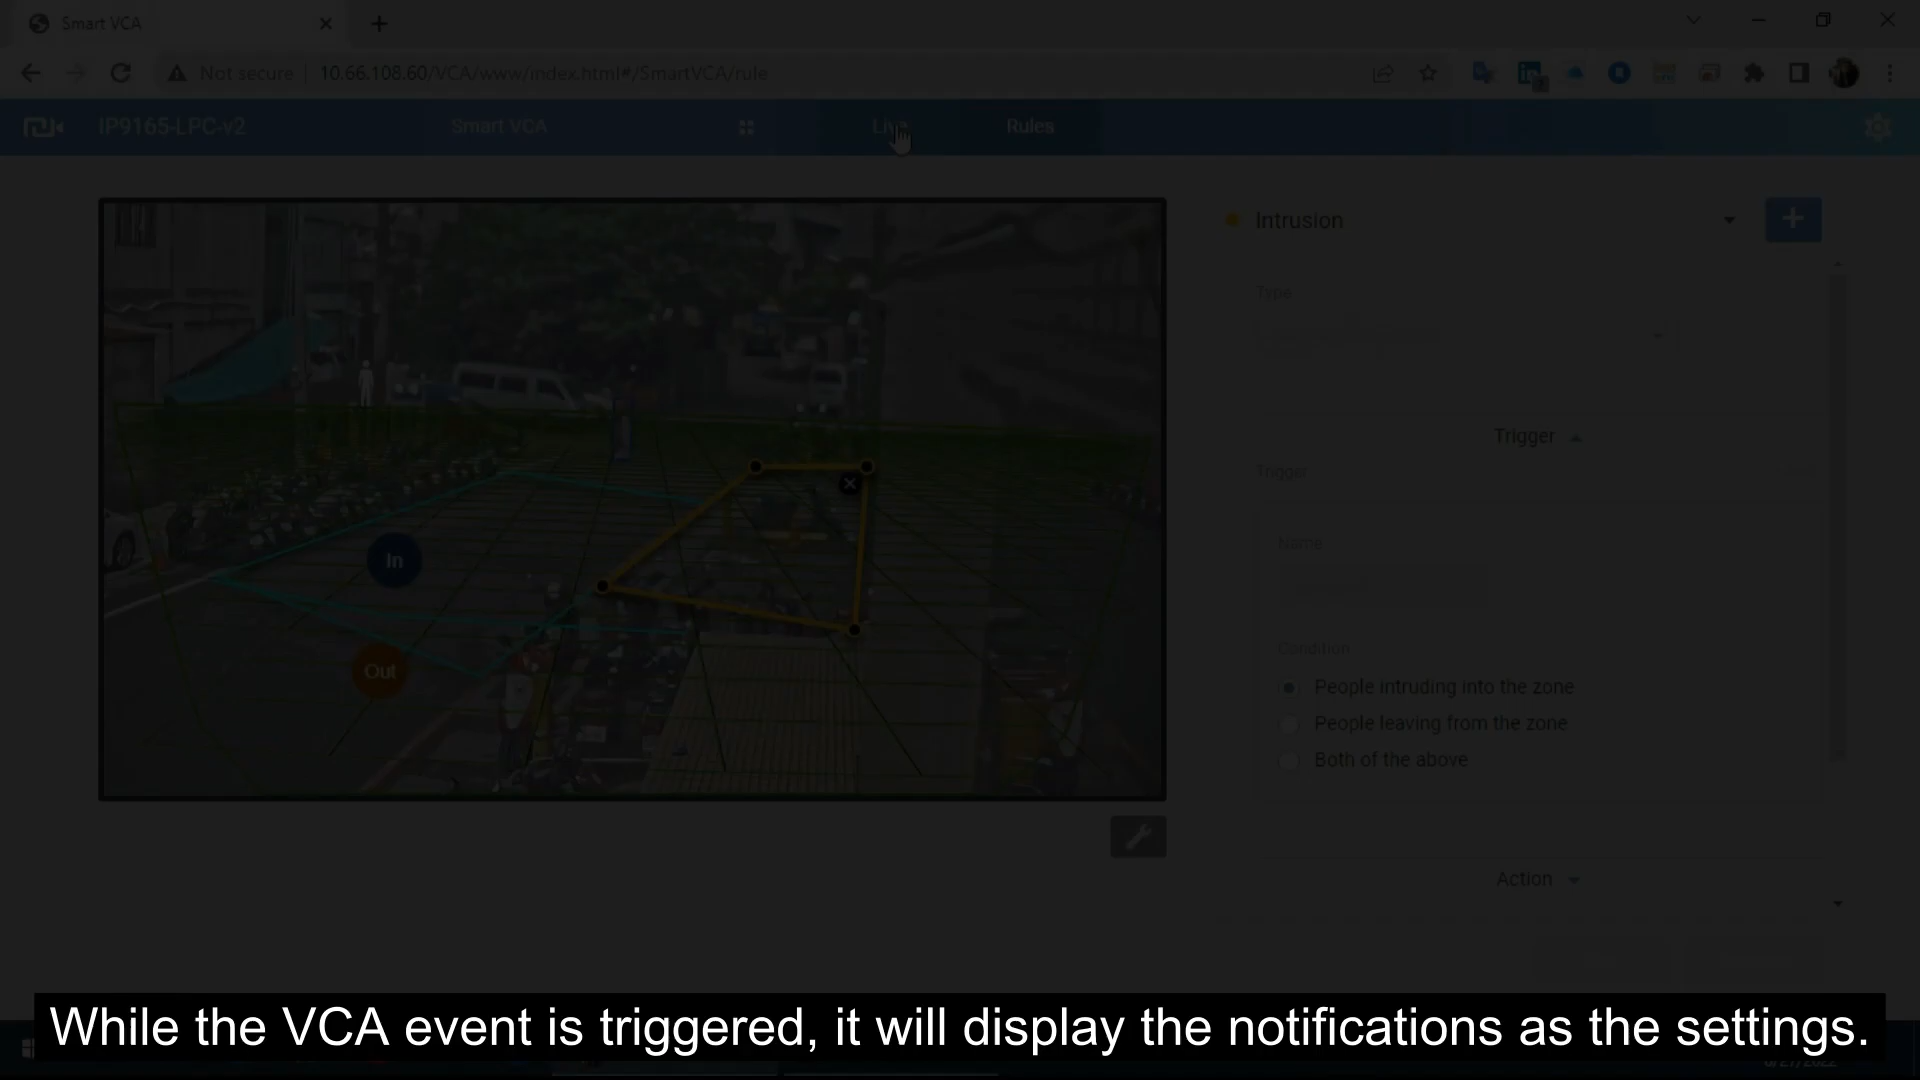 Smart VCA
Not secure
10.66.108.60/VCA/www/index.html#/SmartVCA/rule
IP9165-LPC-v2
Smart VCA
Rules
Intrusion
Type
Trigger
Trigger
Name
Condition
People intruding into the zone
People leaving from the zone
Both of the above
Action
In
Out
While the VCA event is triggered, it will display the notifications as the settings.